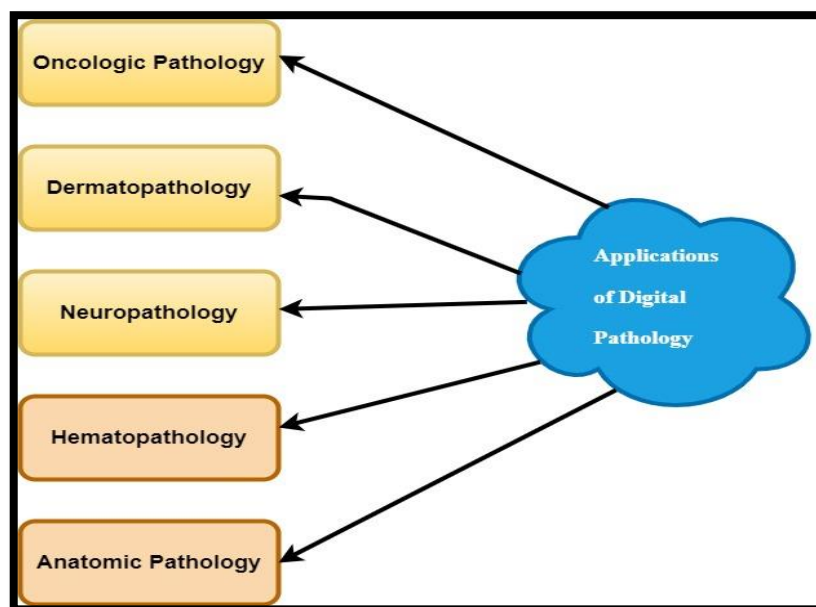 Oncologic Pathology
Dermatopathology
Neuropathology
Hematopathology
Anatomic Pathology
Applications
of Digital
Pathology